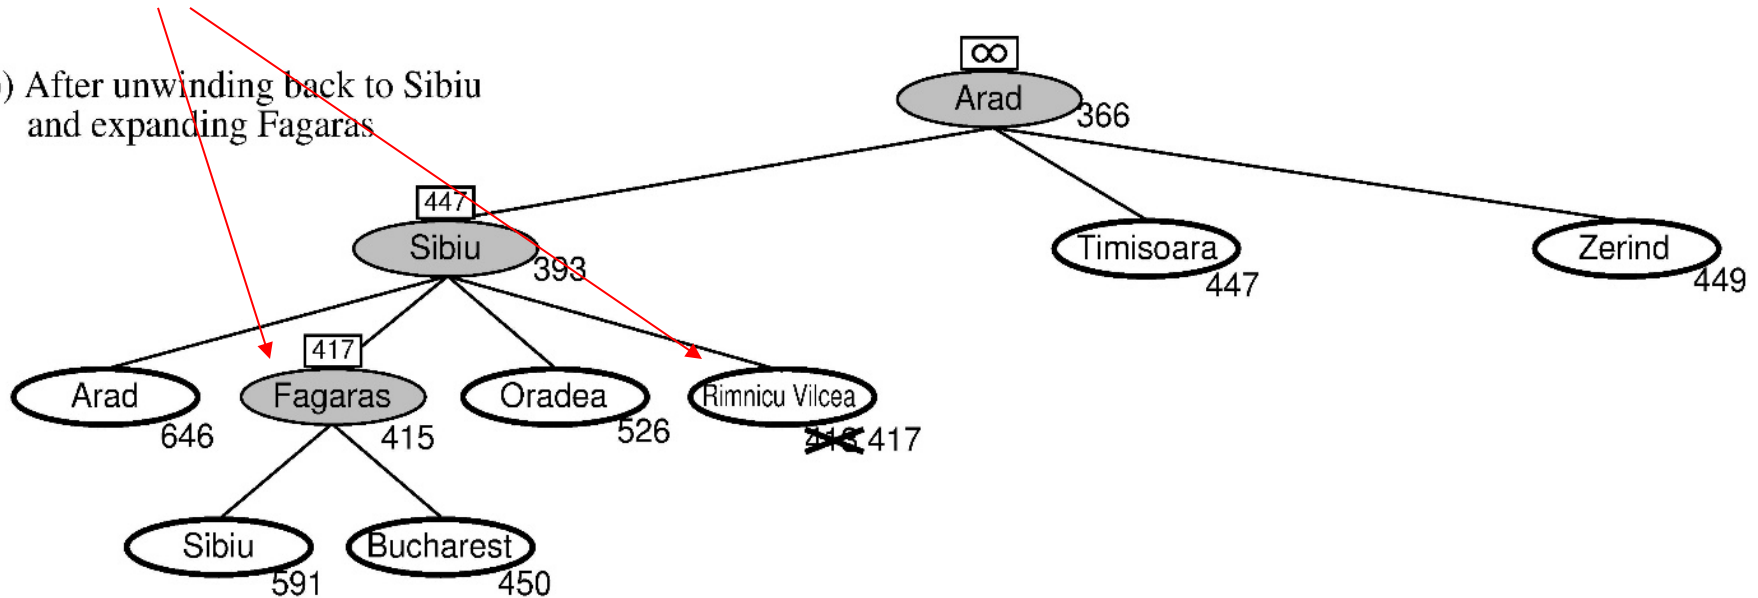 ∞
) After unwinding back to Sibiu
Arad
and expanding Fagaras
366
447
Sibiu
393
Timisoara
447
Zerind
449
417
Arad
646
Fagaras
415
Oradea
526
Rimnicu Vilcea
413 417
Sibiu
591
Bucharest
450